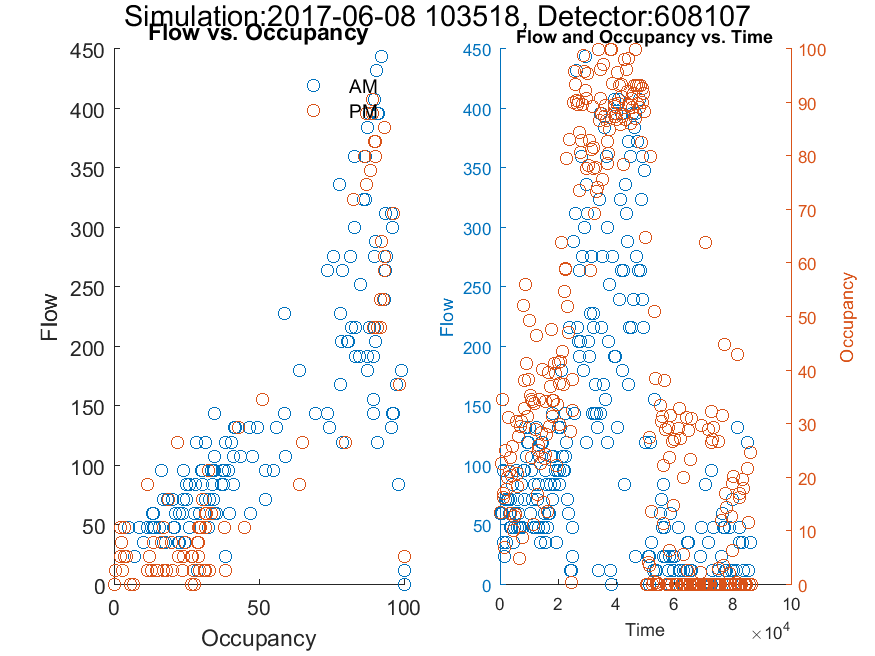 Simulation:2017-06-08 103518, Detector:608107
Flow vs. Occupancy
Flow and Occupancy vs. Time
AM
PM
450
400
350
300
250
200
150
100
50
0
Flow
0 50 100
Occupancy
450
400
350
300
250
200
150
100
50
0
Flow
100
90
80
70
60
50
40
30
20
10
0
Occupancy
0 2 4 6 8 10
Time
×10⁴